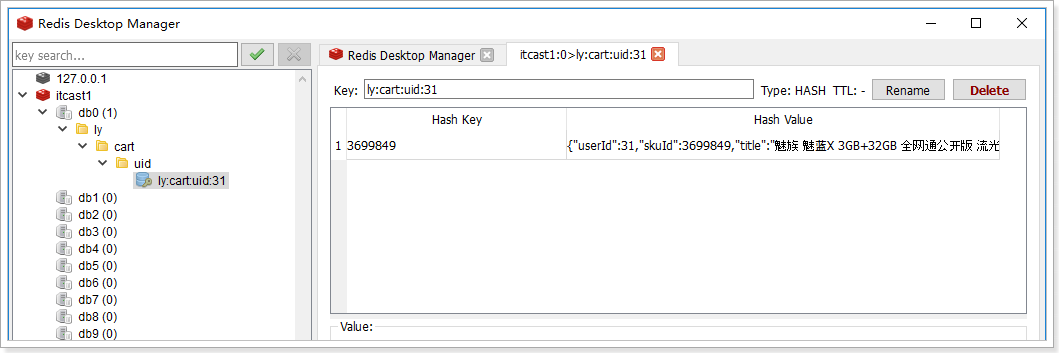 Redis Desktop Manager
key search...
127.0.0.1
itcast1
db0 (1)
ly
cart
uid
ly:cart:uid:31
db1 (0)
db2 (0)
db3 (0)
db4 (0)
db5 (0)
db6 (0)
db7 (0)
db8 (0)
db9 (0)
Redis Desktop Manager
itcast1:0>ly:cart:uid:31
Key: ly:cart:uid:31 Type: HASH TTL: - Rename Delete
Hash Key Hash Value
1 3699849 {"userId":31,"skuId":3699849,"title":"魅族 魅蓝X 3GB+32GB 全网通公开版 流光
Value: